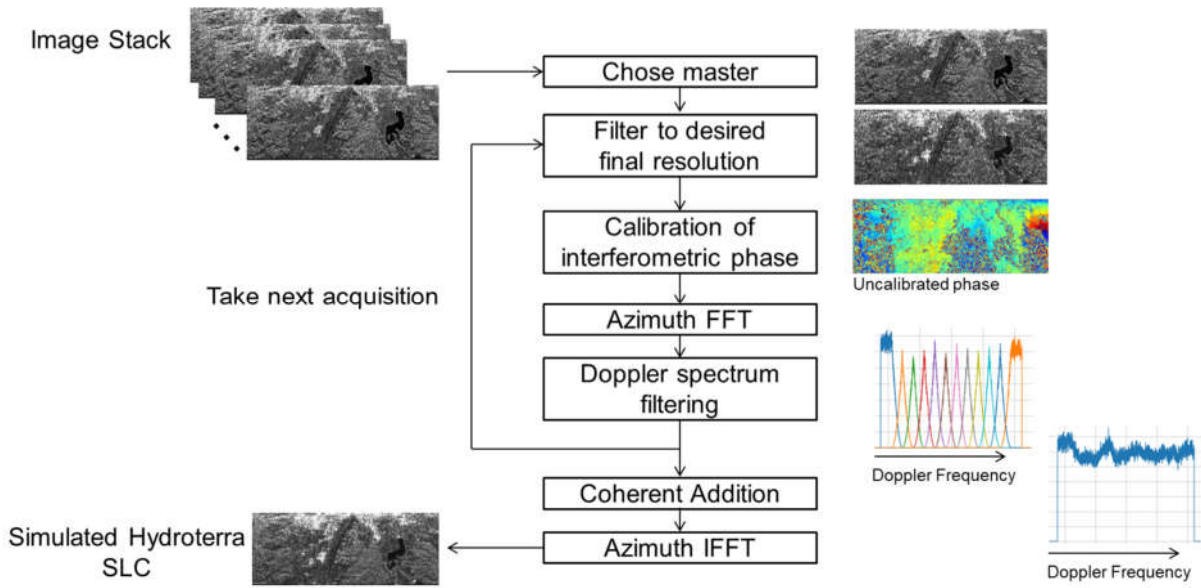 Image Stack
Chose master
Filter to desired
final resolution
Calibration of
interferometric phase
Uncalibrated phase
Take next acquisition
Azimuth FFT
Doppler spectrum
filtering
Doppler Frequency
Coherent Addition
Simulated Hydroterra
SLC
Azimuth IFFT
Doppler Frequency